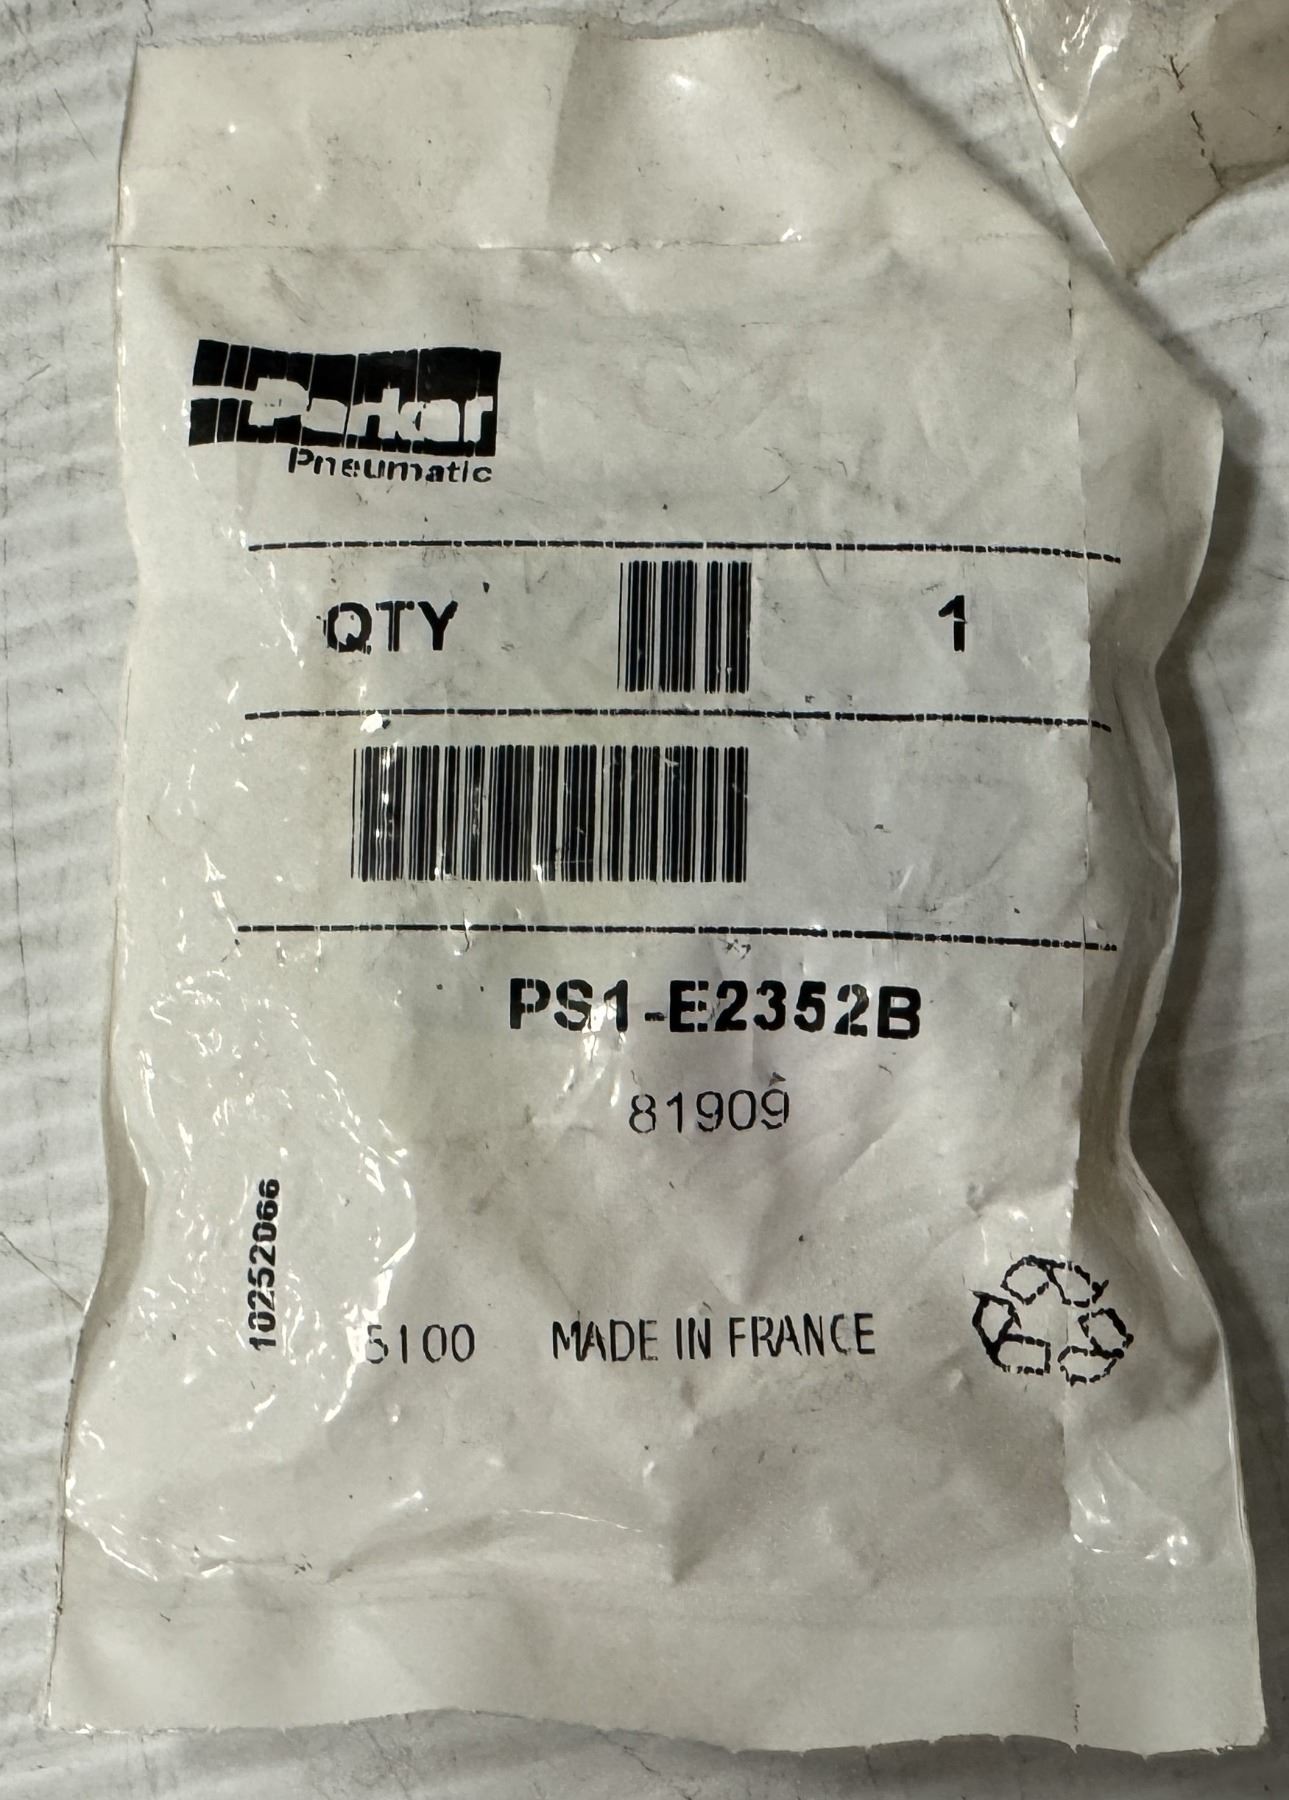 Parker
Pneumatic
QTY 1
PS1-E2352B
81909
10252066
5100 MADE IN FRANCE